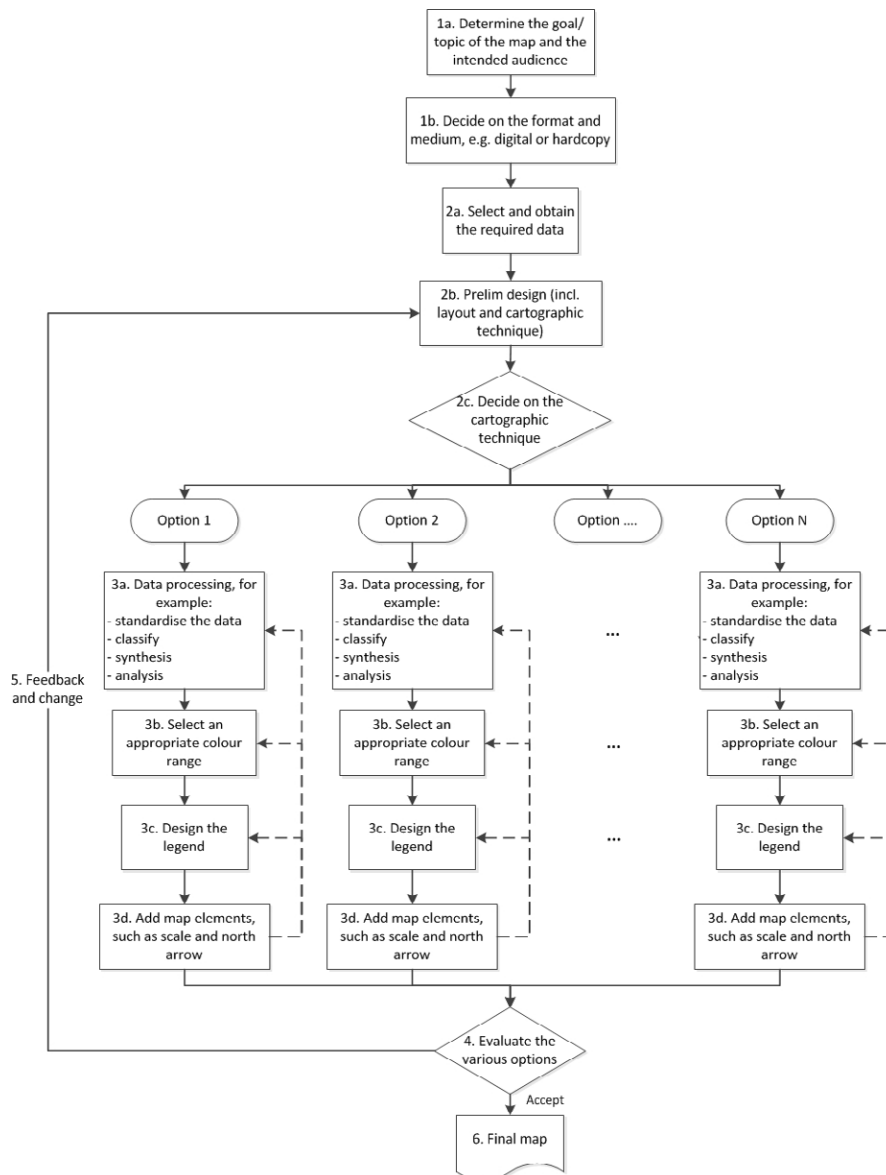 1a. Determine the goal/
topic of the map and the
intended audience
1b. Decide on the format and
medium, e.g. digital or hardcopy
2a. Select and obtain
the required data
2b. Prelim design (incl.
layout and cartographic
technique)
2c. Decide on the
cartographic
technique
Option 1
Option 2
Option ....
Option N
3a. Data processing, for
example:
- standardise the data
- classify
- synthesis
- analysis
3a. Data processing, for
example:
- standardise the data
- classify
- synthesis
- analysis
...
3a. Data processing, for
example:
- standardise the data
- classify
- synthesis
- analysis
5. Feedback
and change
3b. Select an
appropriate colour
range
3b. Select an
appropriate colour
range
...
3b. Select an
appropriate colour
range
3c. Design the
legend
3c. Design the
legend
...
3c. Design the
legend
3d. Add map elements,
such as scale and north
arrow
3d. Add map elements,
such as scale and north
arrow
3d. Add map elements,
such as scale and north
arrow
4. Evaluate the
various options
Accept
6. Final map